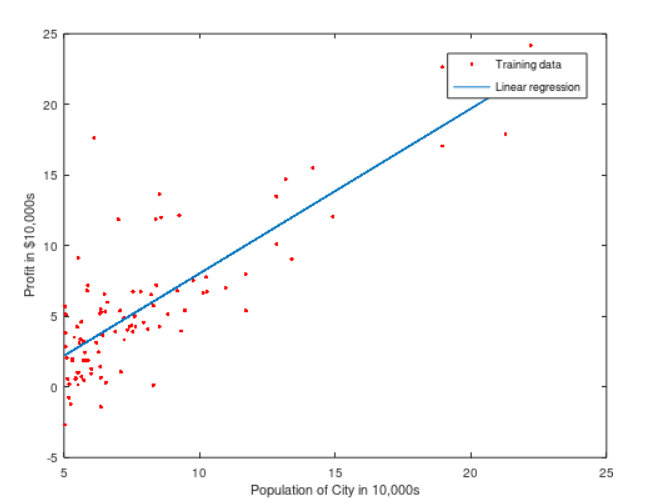 25
20
15
10
5
0
-5
Profit in $10,000s
Training data
Linear regression
5 10 15 20 25
Population of City in 10,000s